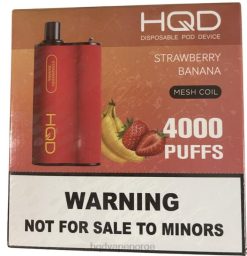 HQD
DISPOSABLE POD DEVICE
STRAWBERRY
BANANA
MESH COIL
HQD
4000
PUFFS
WARNING
NOT FOR SALE TO MINORS